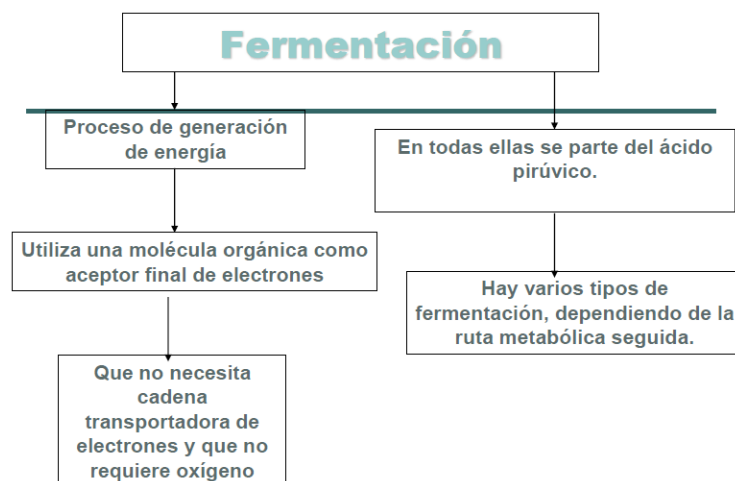 Fermentación
Proceso de generación
de energía
Utiliza una molécula orgánica como
aceptor final de electrones
Que no necesita
cadena
transportadora de
electrones y que no
requiere oxígeno
En todas ellas se parte del ácido
pirúvico.
Hay varios tipos de
fermentación, dependiendo de la
ruta metabólica seguida.